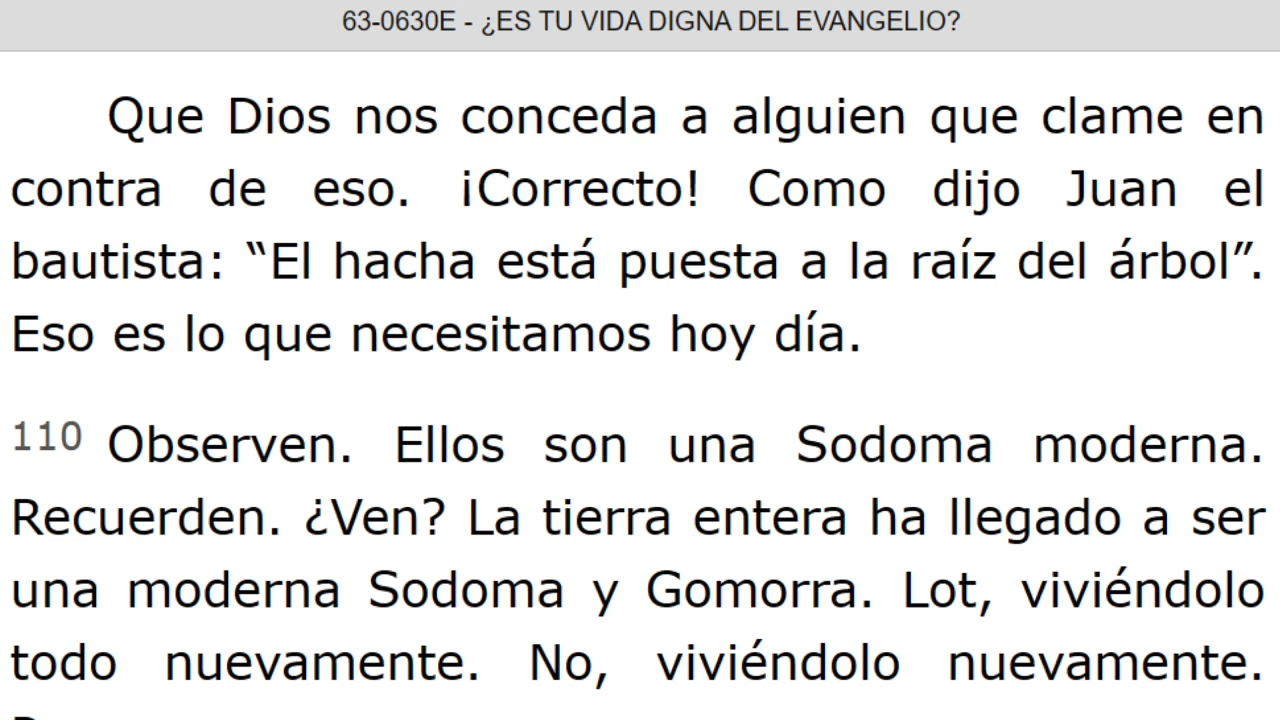 63-0630E - ¿ES TU VIDA DIGNA DEL EVANGELIO?
Que Dios nos conceda a alguien que clame en
contra de eso. ¡Correcto! Como dijo Juan el
bautista: “El hacha está puesta a la raíz del árbol”.
Eso es lo que necesitamos hoy día.
110 Observen. Ellos son una Sodoma moderna.
Recuerden. ¿Ven? La tierra entera ha llegado a ser
una moderna Sodoma y Gomorra. Lot, viviéndolo
todo nuevamente. No, viviéndolo nuevamente.